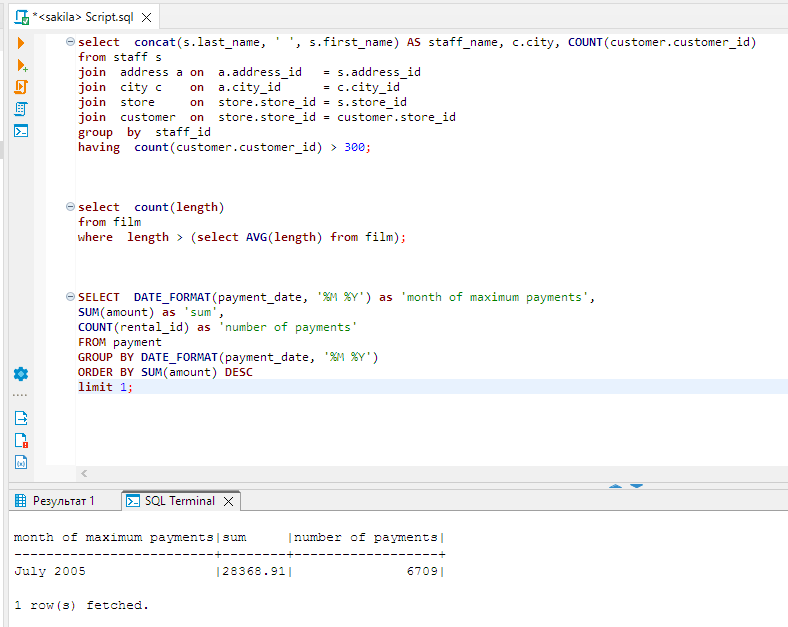 *<sakila> Script.sql
select  concat(s.last_name, ' ', s.first_name) AS staff_name, c.city, COUNT(customer.customer_id)
from staff s
join  address a on  a.address_id   = s.address_id
join  city c    on  a.city_id      = c.city_id
join  store     on  store.store_id = s.store_id
join  customer  on  store.store_id = customer.store_id
group  by  staff_id
having  count(customer.customer_id) > 300;
select  count(length)
from film
where  length > (select AVG(length) from film);
SELECT  DATE_FORMAT(payment_date, '%M %Y') as 'month of maximum payments',
SUM(amount) as 'sum',
COUNT(rental_id) as 'number of payments'
FROM payment
GROUP BY DATE_FORMAT(payment_date, '%M %Y')
ORDER BY SUM(amount) DESC
limit 1;
Результат 1 SQL Terminal
month of maximum payments|sum     |number of payments|
-------------------------+--------+------------------+
July 2005                |28368.91|              6709|
1 row(s) fetched.